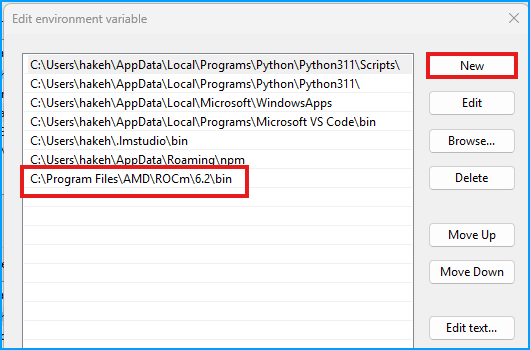 Edit environment variable
C:\Users\hakeh\AppData\Local\Programs\Python\Python311\Scripts\
C:\Users\hakeh\AppData\Local\Programs\Python\Python311\
C:\Users\hakeh\AppData\Local\Microsoft\WindowsApps
C:\Users\hakeh\AppData\Local\Programs\Microsoft VS Code\bin
C:\Users\hakeh\.lmstudio\bin
C:\Users\hakeh\AppData\Roaming\npm
C:\Program Files\AMD\ROCm\6.2\bin
New
Edit
Browse...
Delete
Move Up
Move Down
Edit text...